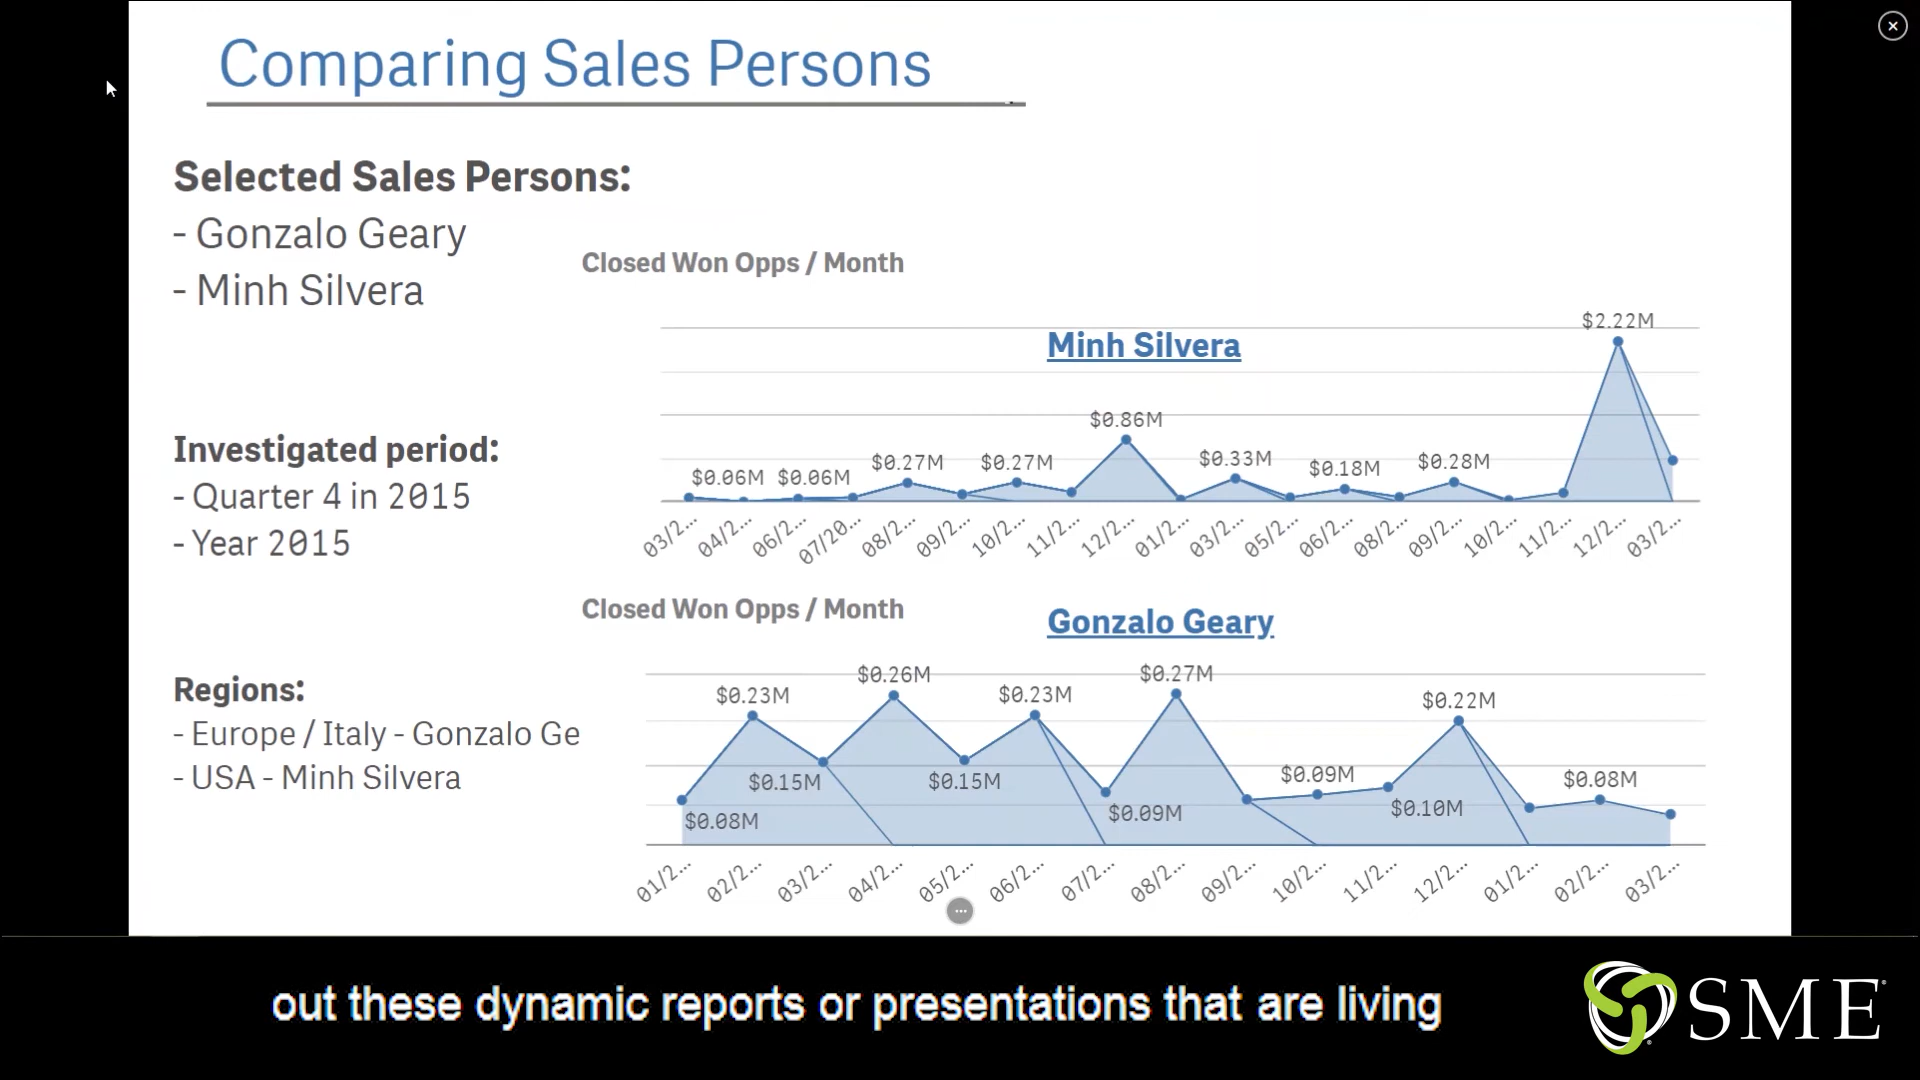 Comparing Sales Persons
Selected Sales Persons:
- Gonzalo Geary
- Minh Silvera
Investigated period:
- Quarter 4 in 2015
- Year 2015
Regions:
- Europe / Italy - Gonzalo Ge
- USA - Minh Silvera
Closed Won Opps / Month
Minh Silvera
$0.06M $0.06M $0.27M $0.27M $0.86M $0.33M $0.18M $0.28M $2.22M
03/2... 04/2... 06/2... 07/20... 08/2... 09/2... 10/2... 11/2... 12/2... 01/2... 03/2... 05/2... 06/2... 08/2... 09/2... 10/2... 11/2... 12/2... 03/2...
Closed Won Opps / Month
Gonzalo Geary
$0.08M $0.23M $0.15M $0.26M $0.15M $0.23M $0.09M $0.27M $0.09M $0.10M $0.22M $0.08M
01/2... 02/2... 03/2... 04/2... 05/2... 06/2... 07/2... 08/2... 09/2... 10/2... 11/2... 12/2... 01/2... 02/2... 03/2...
out these dynamic reports or presentations that are living
SME